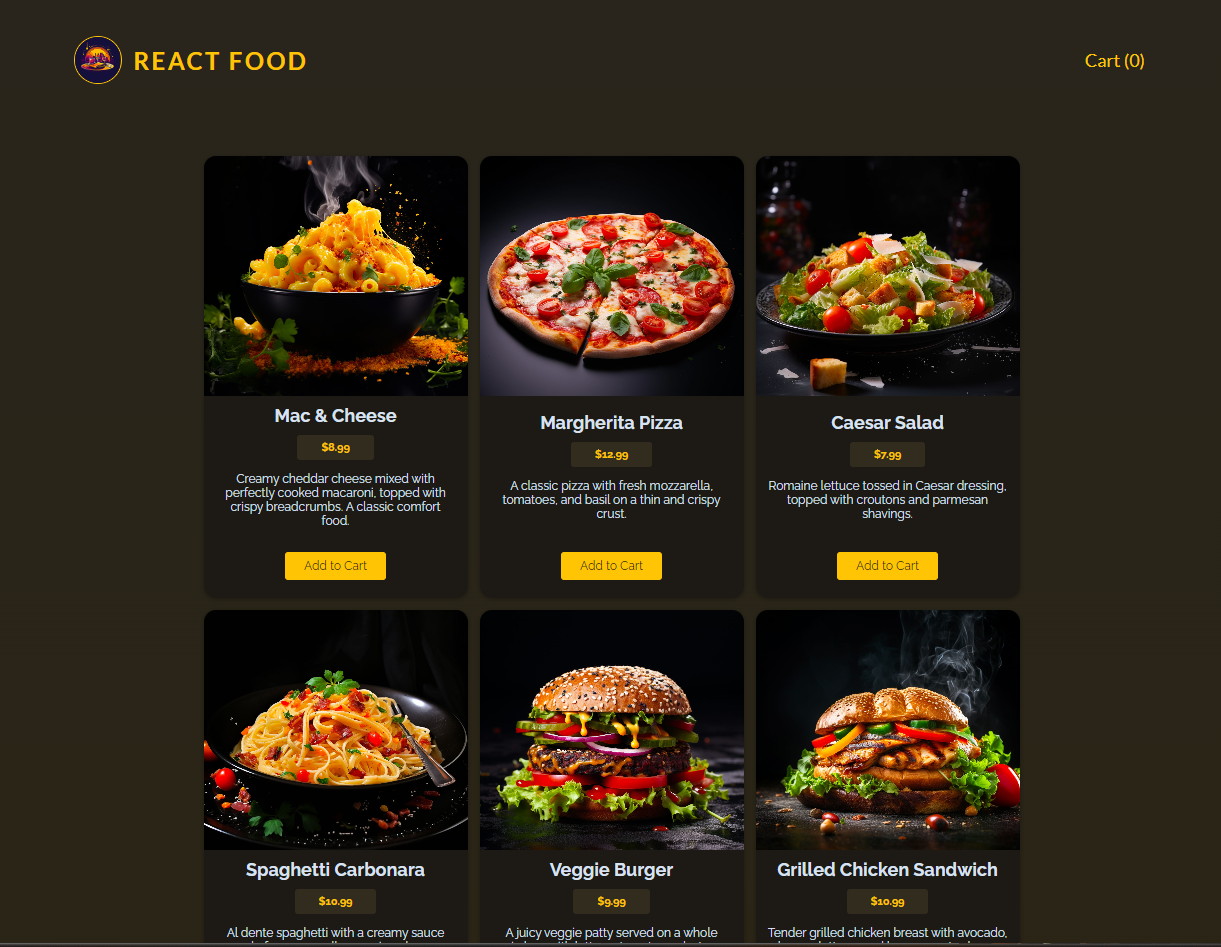 REACT FOOD
Cart (0)
Mac & Cheese
$8.99
Creamy cheddar cheese mixed with
perfectly cooked macaroni, topped with
crispy breadcrumbs. A classic comfort
food.
Add to Cart
Margherita Pizza
$12.99
A classic pizza with fresh mozzarella,
tomatoes, and basil on a thin and crispy
crust.
Add to Cart
Caesar Salad
$7.99
Romaine lettuce tossed in Caesar dressing,
topped with croutons and parmesan
shavings.
Add to Cart
Spaghetti Carbonara
$10.99
Al dente spaghetti with a creamy sauce
Veggie Burger
$9.99
A juicy veggie patty served on a whole
Grilled Chicken Sandwich
$10.99
Tender grilled chicken breast with avocado,